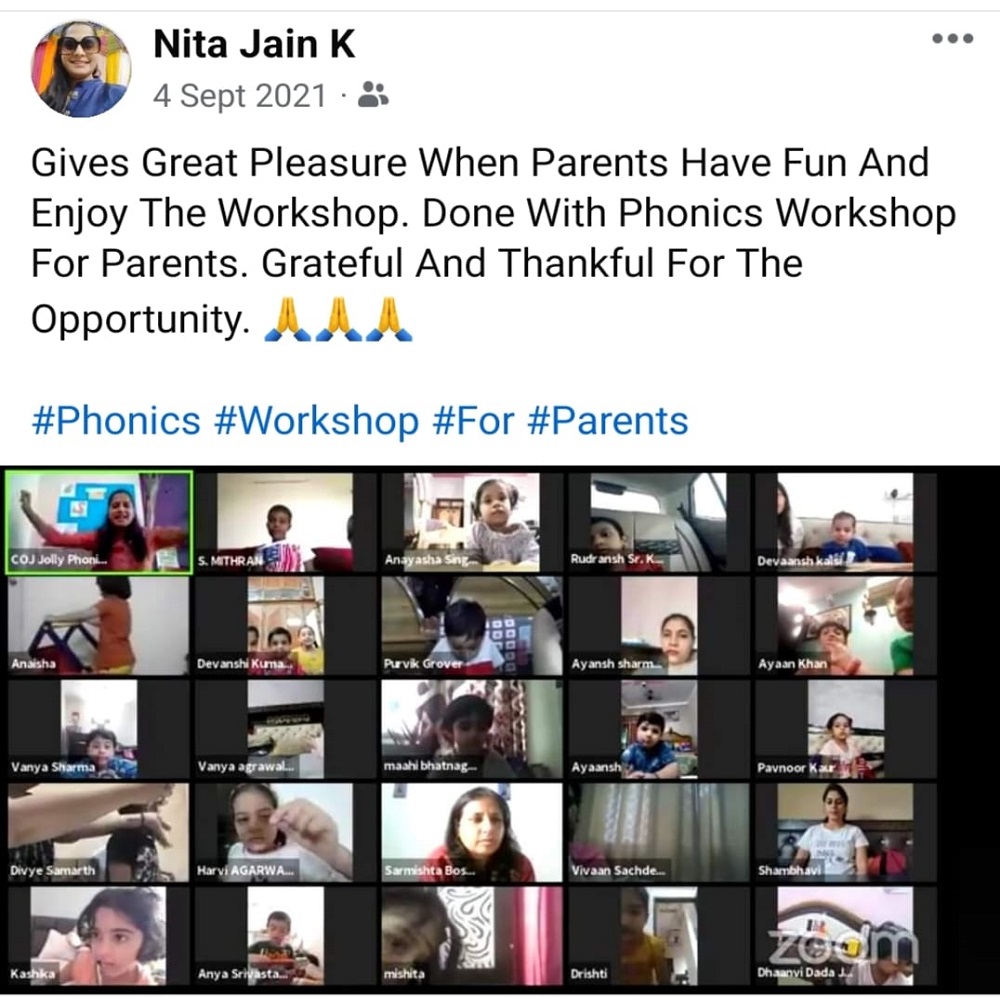 Nita Jain K
4 Sept 2021 ·
Gives Great Pleasure When Parents Have Fun And
Enjoy The Workshop. Done With Phonics Workshop
For Parents. Grateful And Thankful For The
Opportunity. 🙏🙏🙏
#Phonics #Workshop #For #Parents
COJ Jolly Phoni...
S. MITHRAN
Anayasha Sing...
Rudransh Sr. K...
Devaansh kalsi
Anaisha
Devanshi Kuma...
Purvik Grover
Ayansh sharm...
Ayaan Khan
Vanya Sharma
Vanya agrawal...
maahi bhatnag...
Ayaansh
Pavnoor Kaur
Divye Samarth
Harvi AGARWA...
Sarmishta Bos...
Vivaan Sachde...
Shambhavi
Kashika
Anya Srivasta...
mishita
Drishti
zoom
Dhaanvi Dada J...